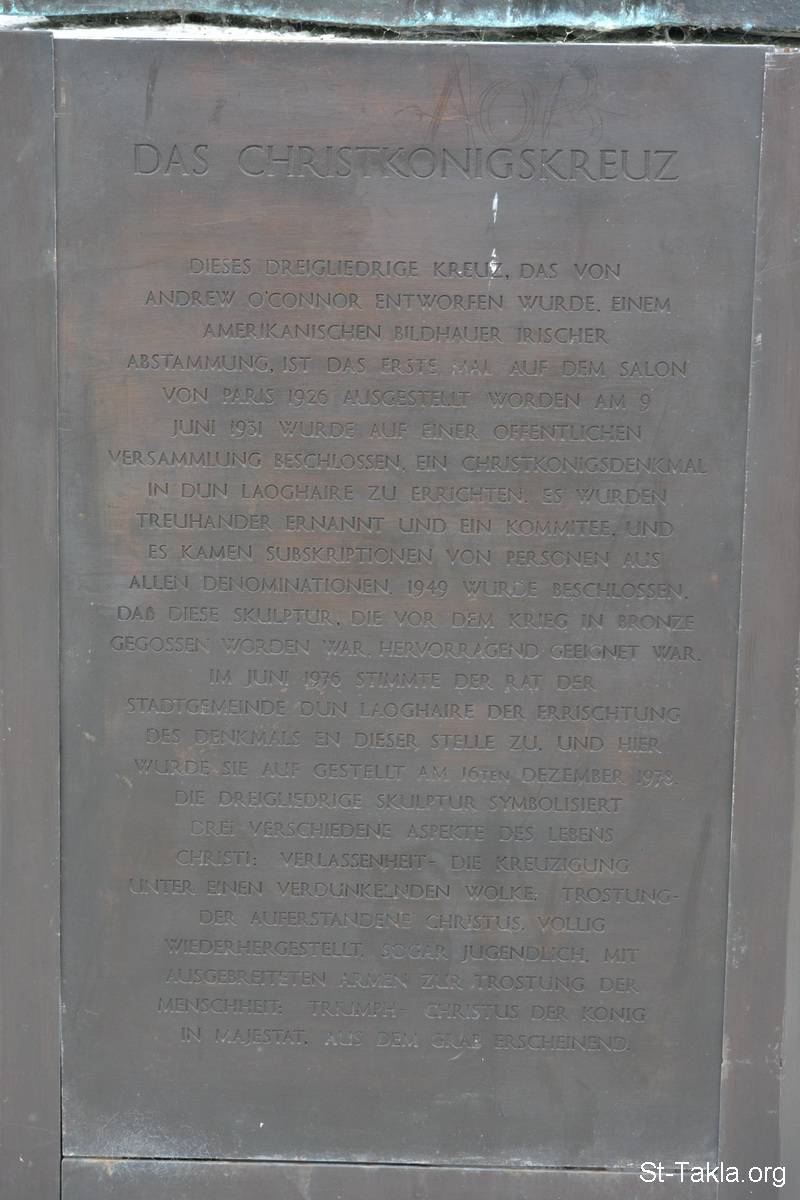 AOB
DAS CHRISTKONIGSKREUZ
DIESES DREIGLIEDRIGE KREUZ, DAS VON
ANDREW O'CONNOR ENTWORFEN WURDE, EINEM
AMERIKANISCHEN BILDHAUER IRISCHER
ABSTAMMUNG, IST DAS ERSTE MAL AUF DEM SALON
VON PARIS 1926 AUSGESTELLT WORDEN AM 9
JUNI 1931 WURDE AUF EINER OFFENTLICHEN
VERSAMMLUNG BESCHLOSSEN, EIN CHRISTKONIGSDENKMAL
IN DUN LAOGHAIRE ZU ERRICHTEN. ES WURDEN
TREUHANDER ERNANNT UND EIN KOMMITEE, UND
ES KAMEN SUBSKRIPTIONEN VON PERSONEN AUS
ALLEN DENOMINATIONEN. 1949 WURDE BESCHLOSSEN,
DAß DIESE SKULPTUR, DIE VOR DEM KRIEG IN BRONZE
GEGOSSEN WORDEN WAR, HERVORRAGEND GEEIGNET WAR.
IM JUNI 1976 STIMMTE DER RAT DER
STADTGEMEINDE DUN LAOGHAIRE DER ERRISCHTUNG
DES DENKMALS EN DIESER STELLE ZU, UND HIER
WURDE SIE AUF GESTELLT AM 16TEN DEZEMBER 1978.
DIE DREIGLIEDRIGE SKULPTUR SYMBOLISIERT
DREI VERSCHIEDENE ASPEKTE DES LEBENS
CHRISTI: VERLASSENHEIT- DIE KREUZIGUNG
UNTER EINEN VERDUNKELNDEN WOLKE: TROSTUNG-
DER AUFERSTANDENE CHRISTUS, VOLLIG
WIEDERHERGESTELLT, SOGAR JUGENDLICH, MIT
AUSGEBREITETEN ARMEN ZUR TROSTUNG DER
MENSCHHEIT: TRIUMPH- CHRISTUS DER KONIG
IN MAJESTAT, AUS DEM GRAB ERSCHEINEND.
St-Takla.org